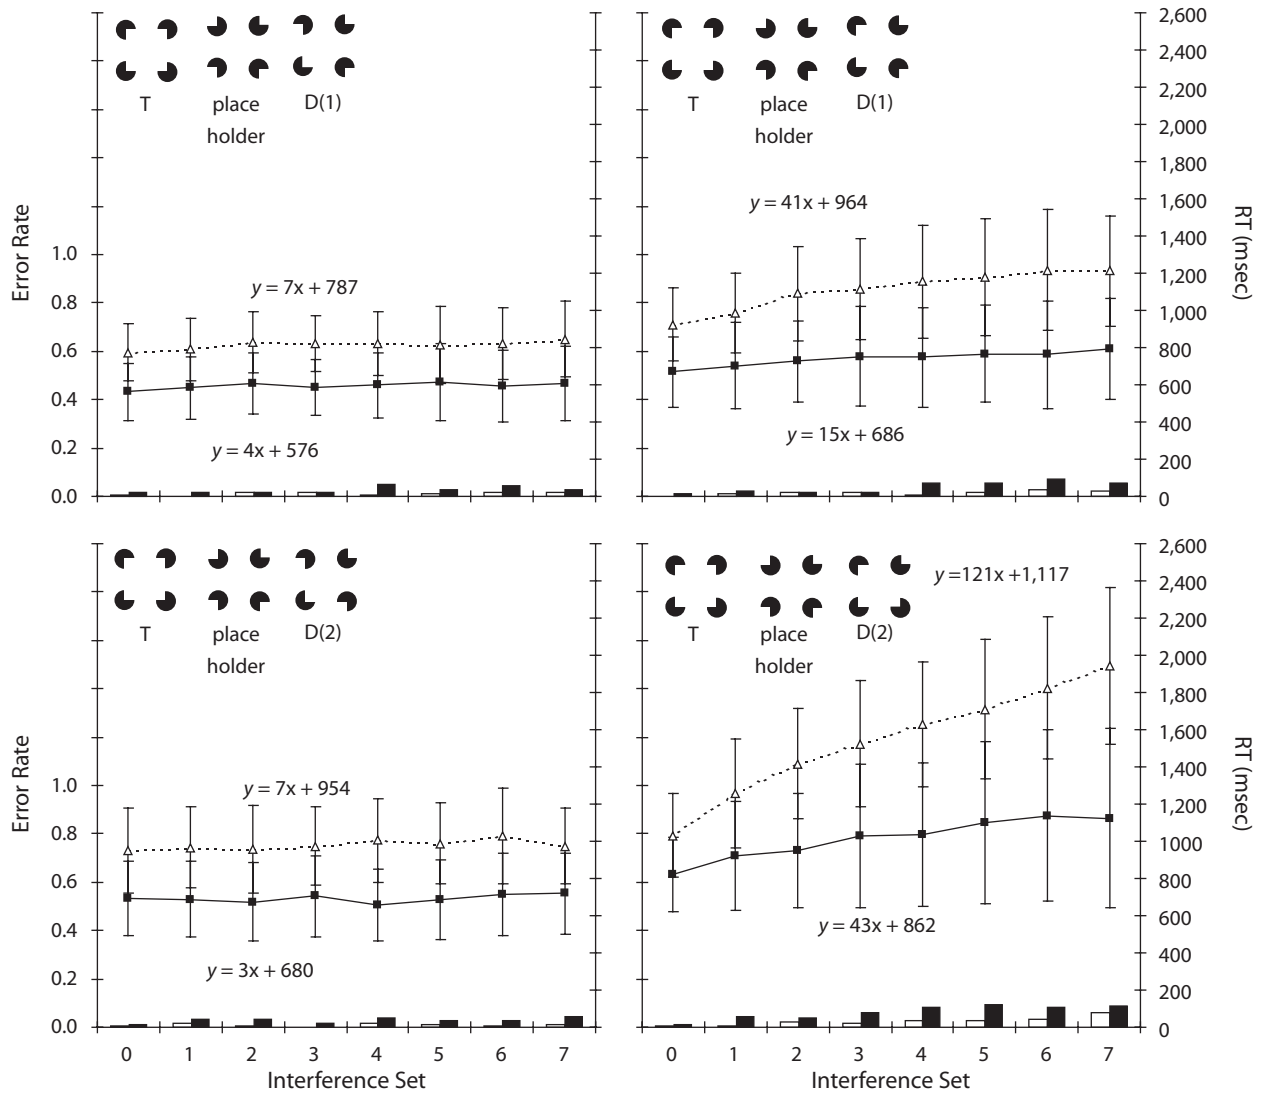 T place D(1)
holder
y = 7x + 787
y = 4x + 576
Error Rate
1.0
0.8
0.6
0.4
0.2
0.0
T place D(1)
holder
y = 41x + 964
y = 15x + 686
2,600
2,400
2,200
2,000
1,800
1,600
1,400
1,200
1,000
800
600
400
200
0
RT (msec)
T place D(2)
holder
y = 7x + 954
y = 3x + 680
Error Rate
1.0
0.8
0.6
0.4
0.2
0.0
0 1 2 3 4 5 6 7
Interference Set
T place D(2)
holder
y =121x +1,117
y = 43x + 862
2,600
2,400
2,200
2,000
1,800
1,600
1,400
1,200
1000
800
600
400
200
0
RT (msec)
0 1 2 3 4 5 6 7
Interference Set